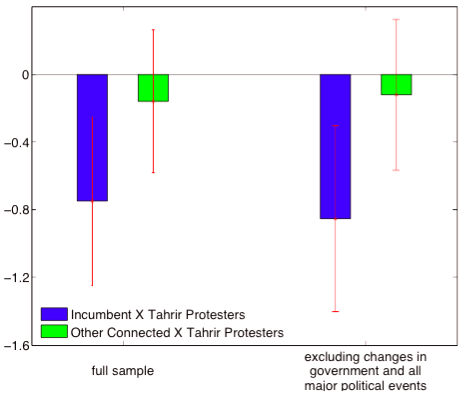 0
−0.4
−0.8
−1.2
−1.6
Incumbent X Tahrir Protesters
Other Connected X Tahrir Protesters
full sample
excluding changes in
government and all
major political events